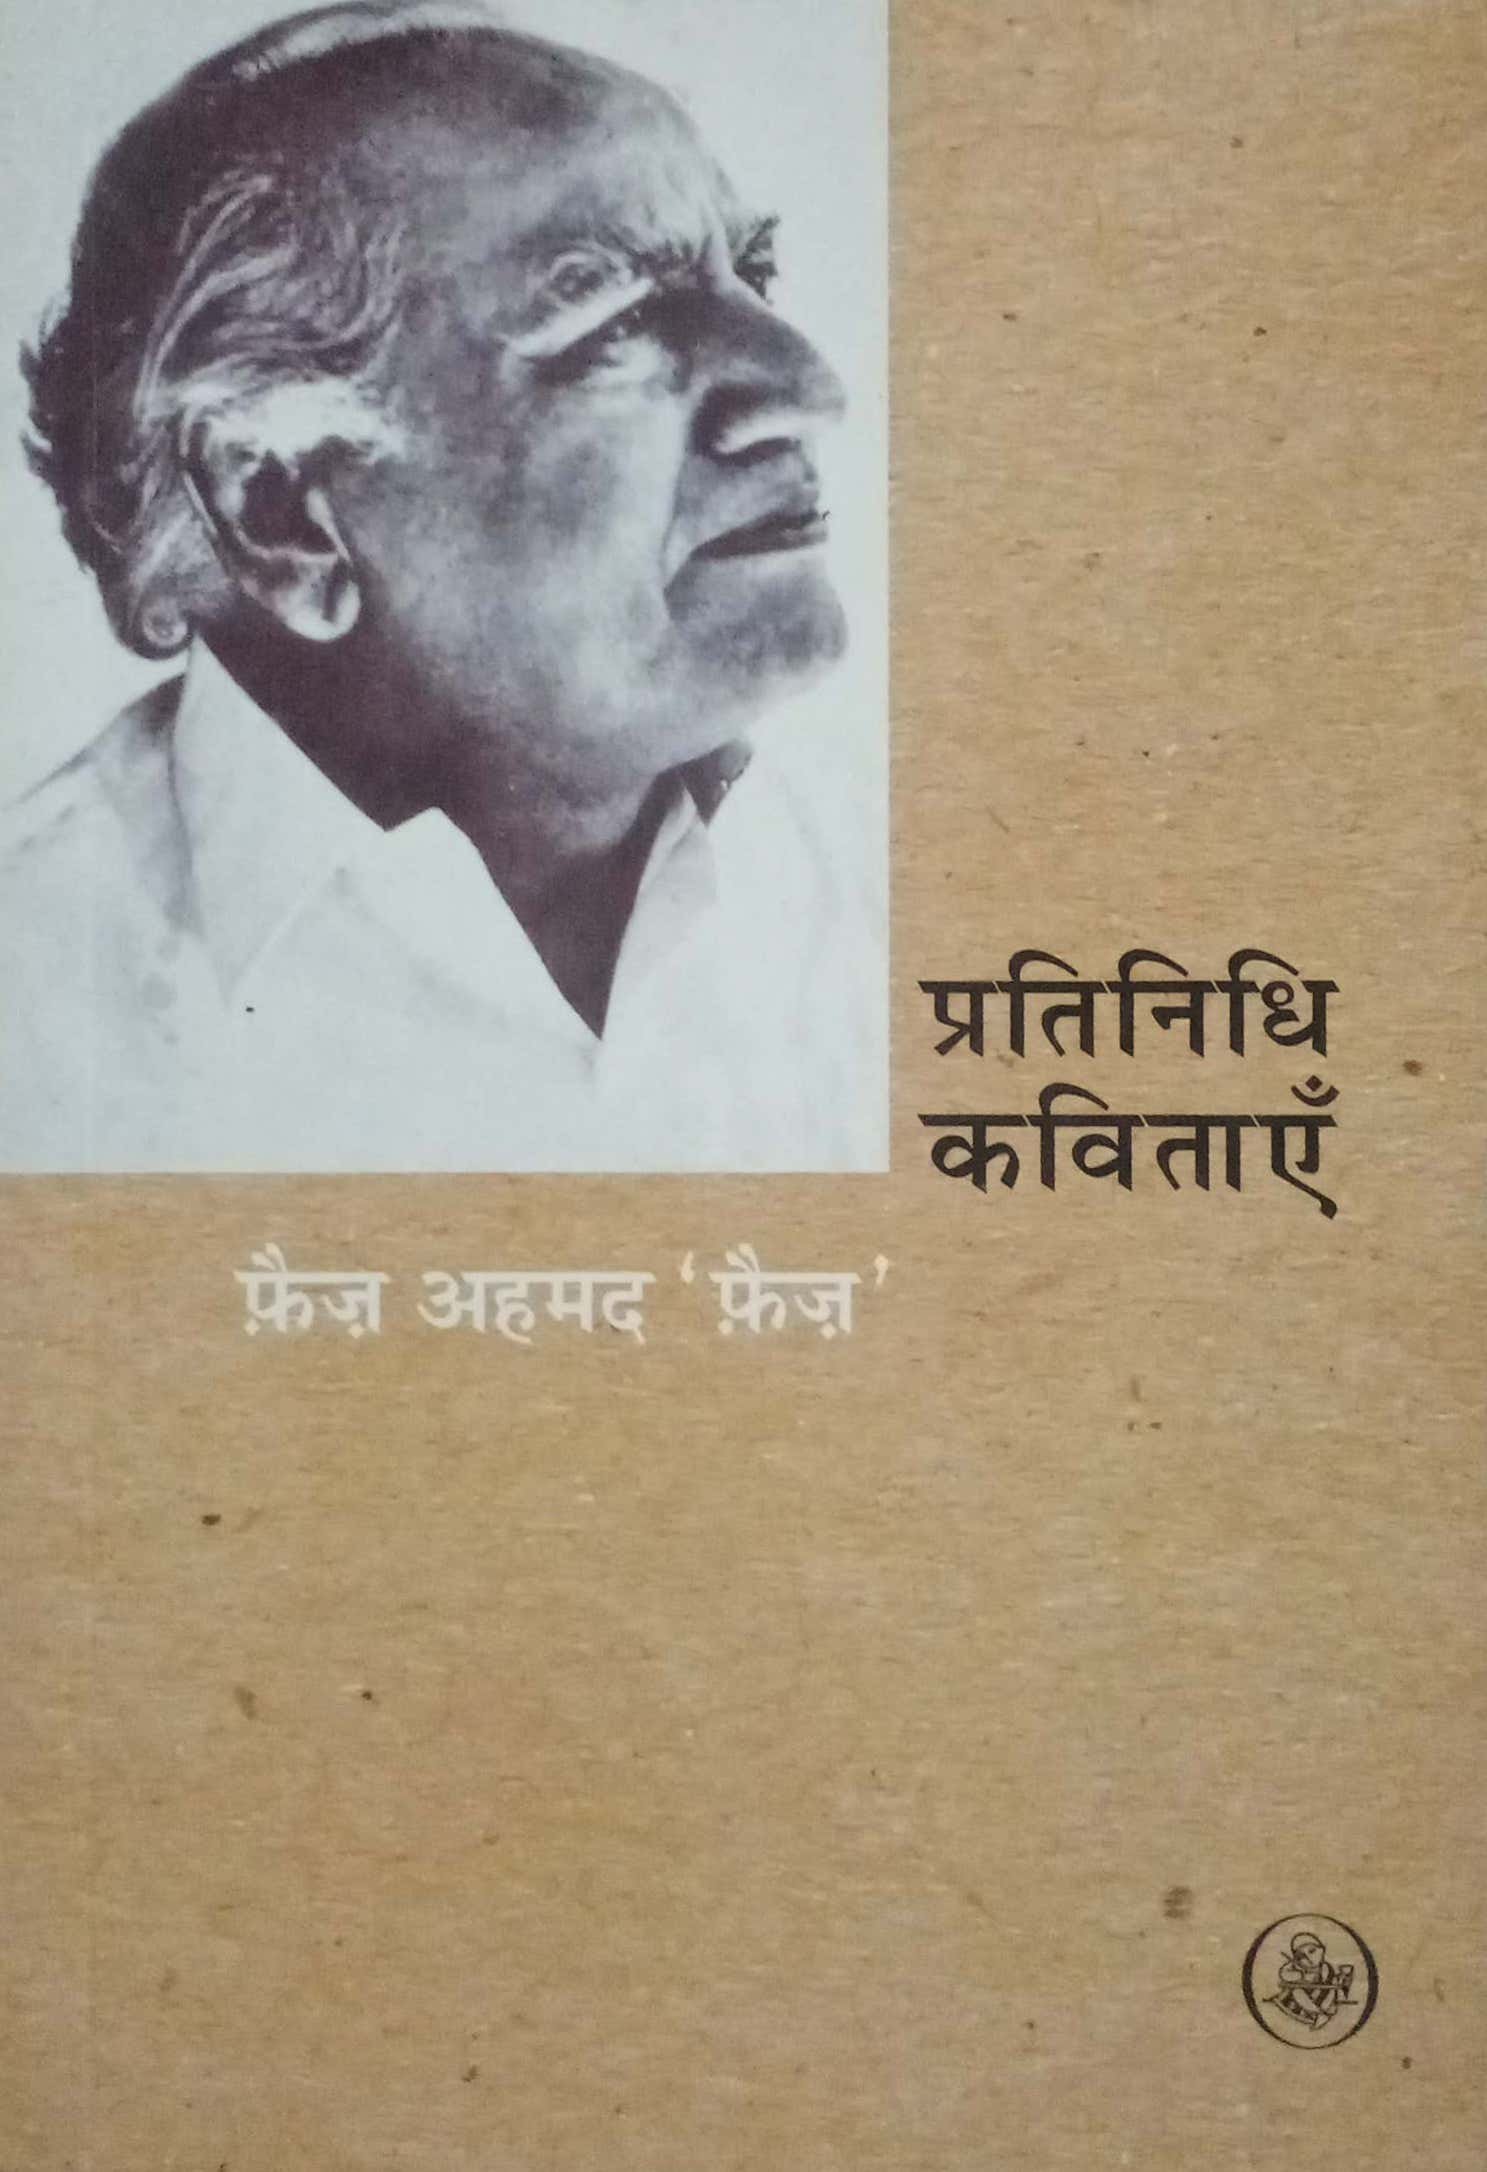 प्रतिनिधि
कविताएँ
फ़ैज़ अहमद ‘फ़ैज़’